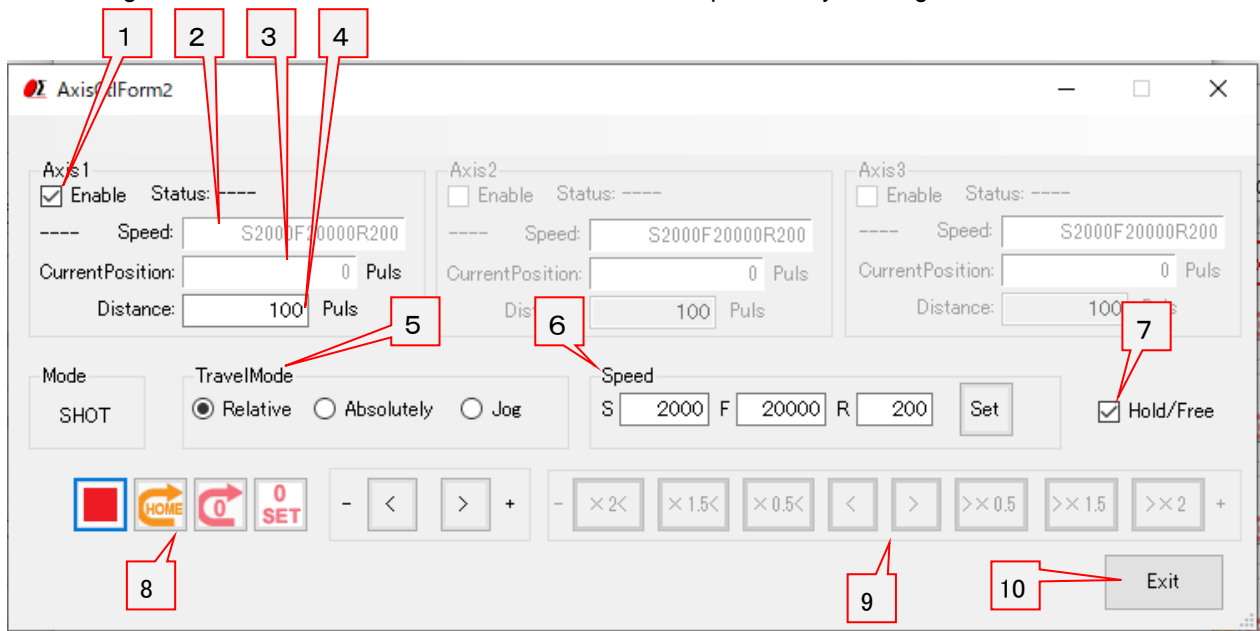 1 2 3 4
AxisCtlForm2
Axis1 Axis2 Axis3
Enable Status: ---- Enable Status: ---- Enable Status: ----
---- Speed: S2000F20000R200 ---- Speed: S2000F20000R200 ---- Speed: S2000F20000R200
CurrentPosition: 0 Puls CurrentPosition: 0 Puls CurrentPosition: 0 Puls
Distance: 100 Puls 100 Puls Distance: 100
5 6 7
Mode TravelMode Speed
SHOT Relative Absolutely Jog S 2000 F 20000 R 200 Set Hold/Free
HOME 0 0 SET - < > + - ×2< ×1.5< ×0.5< < > >×0.5 >×1.5 >×2 +
8 9 10 Exit